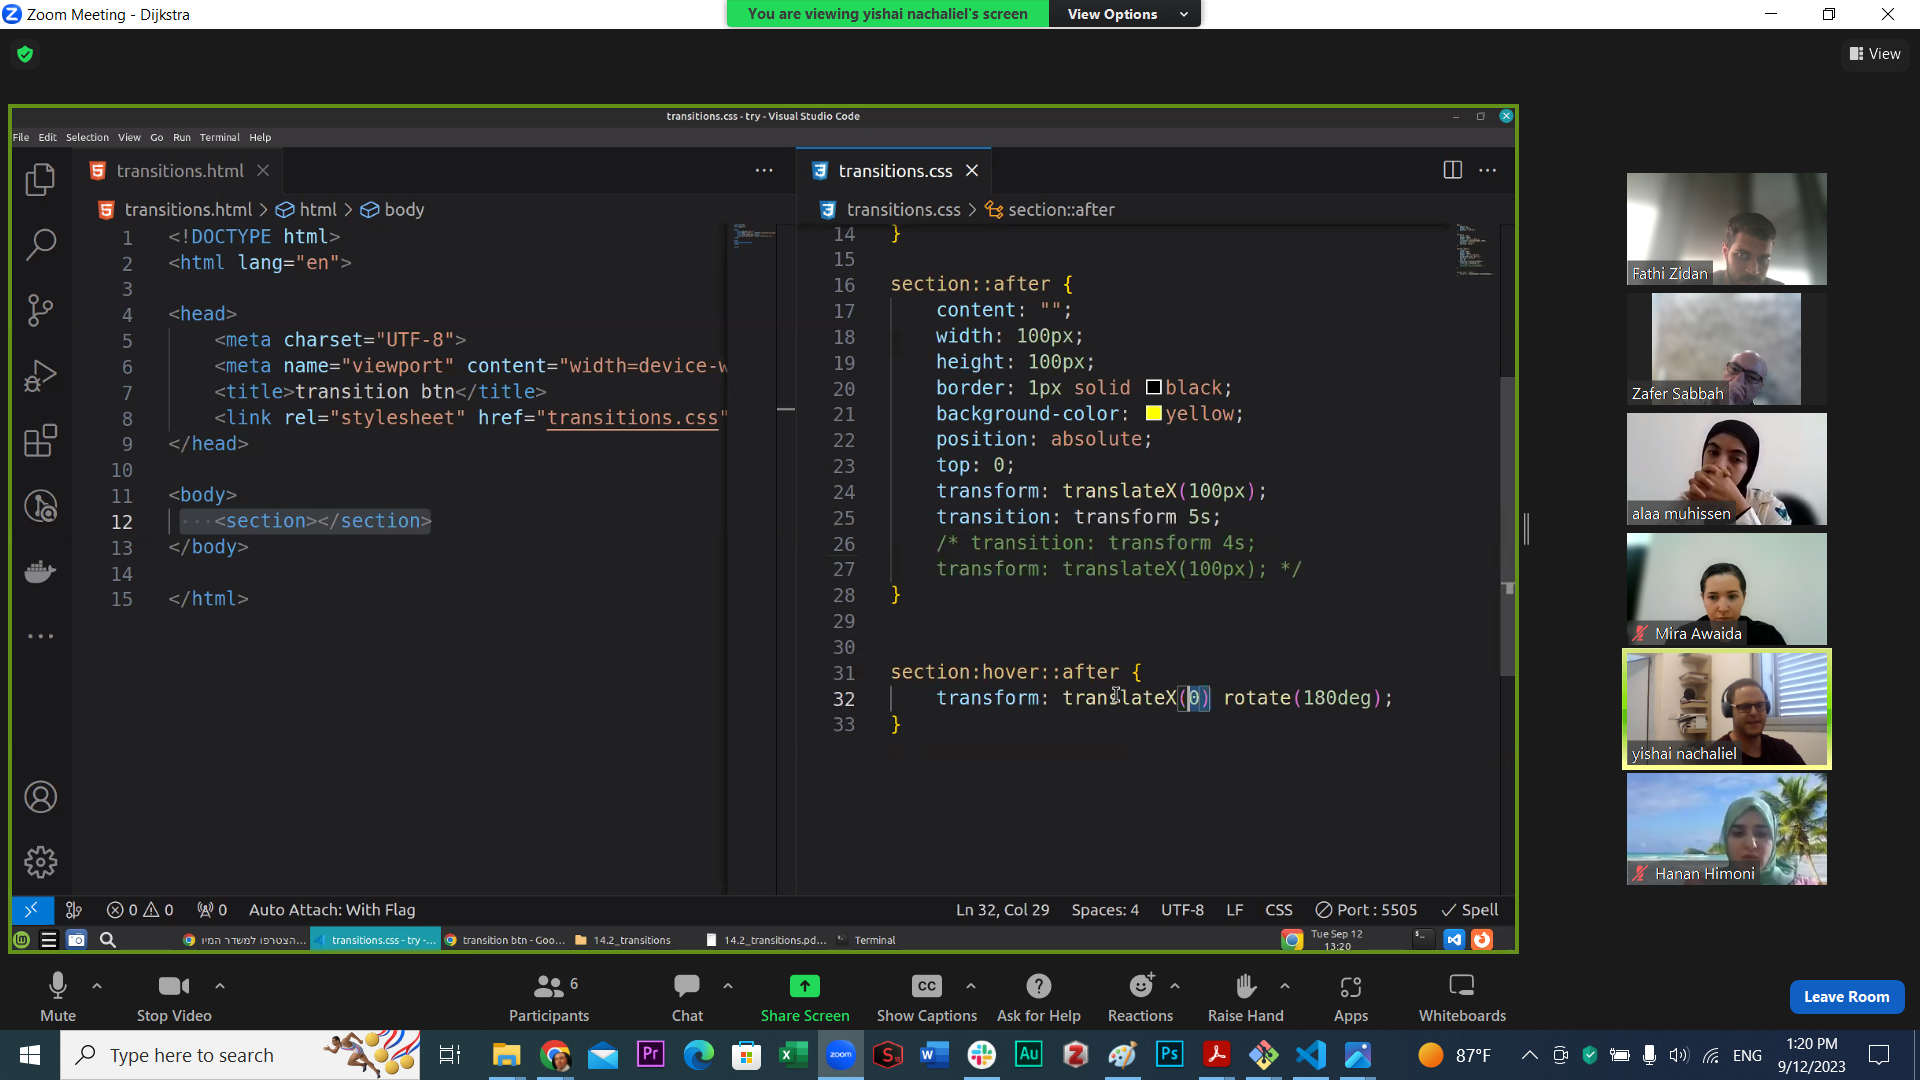 Zoom Meeting - Dijkstra
You are viewing yishai nachaliel's screen
View Options
View
transitions.css - try - Visual Studio Code
File Edit Selection View Go Run Terminal Help
transitions.html
transitions.html > html > body
1 <!DOCTYPE html>
2 <html lang="en">
3
4 <head>
5 <meta charset="UTF-8">
6 <meta name="viewport" content="width=device-w
7 <title>transition btn</title>
8 <link rel="stylesheet" href="transitions.css"
9 </head>
10
11 <body>
12 <section></section>
13 </body>
14
15 </html>
transitions.css
transitions.css > section::after
14 }
15
16 section::after {
17 content: "";
18 width: 100px;
19 height: 100px;
20 border: 1px solid black;
21 background-color: yellow;
22 position: absolute;
23 top: 0;
24 transform: translateX(100px);
25 transition: transform 5s;
26 /* transition: transform 4s;
27 transform: translateX(100px); */
28 }
29
30
31 section:hover::after {
32 transform: translateX(0) rotate(180deg);
33 }
Fathi Zidan
Zafer Sabbah
alaa muhissen
Mira Awaida
yishai nachaliel
Hanan Himoni
0 0 0 Auto Attach: With Flag
Ln 32, Col 29 Spaces: 4 UTF-8 LF CSS Port : 5505 Spell
הצטרפו למשדר המיו...
transitions.css - try -...
transition btn - Goo...
14.2_transitions
14.2_transitions.pd...
Terminal
Tue Sep 12
13:20
Mute
Stop Video
6
Participants
Chat
Share Screen
CC
Show Captions
Ask for Help
Reactions
Raise Hand
Apps
Whiteboards
Leave Room
Type here to search
Pr
zoom
Au
Ps
87°F
ENG
1:20 PM
9/12/2023